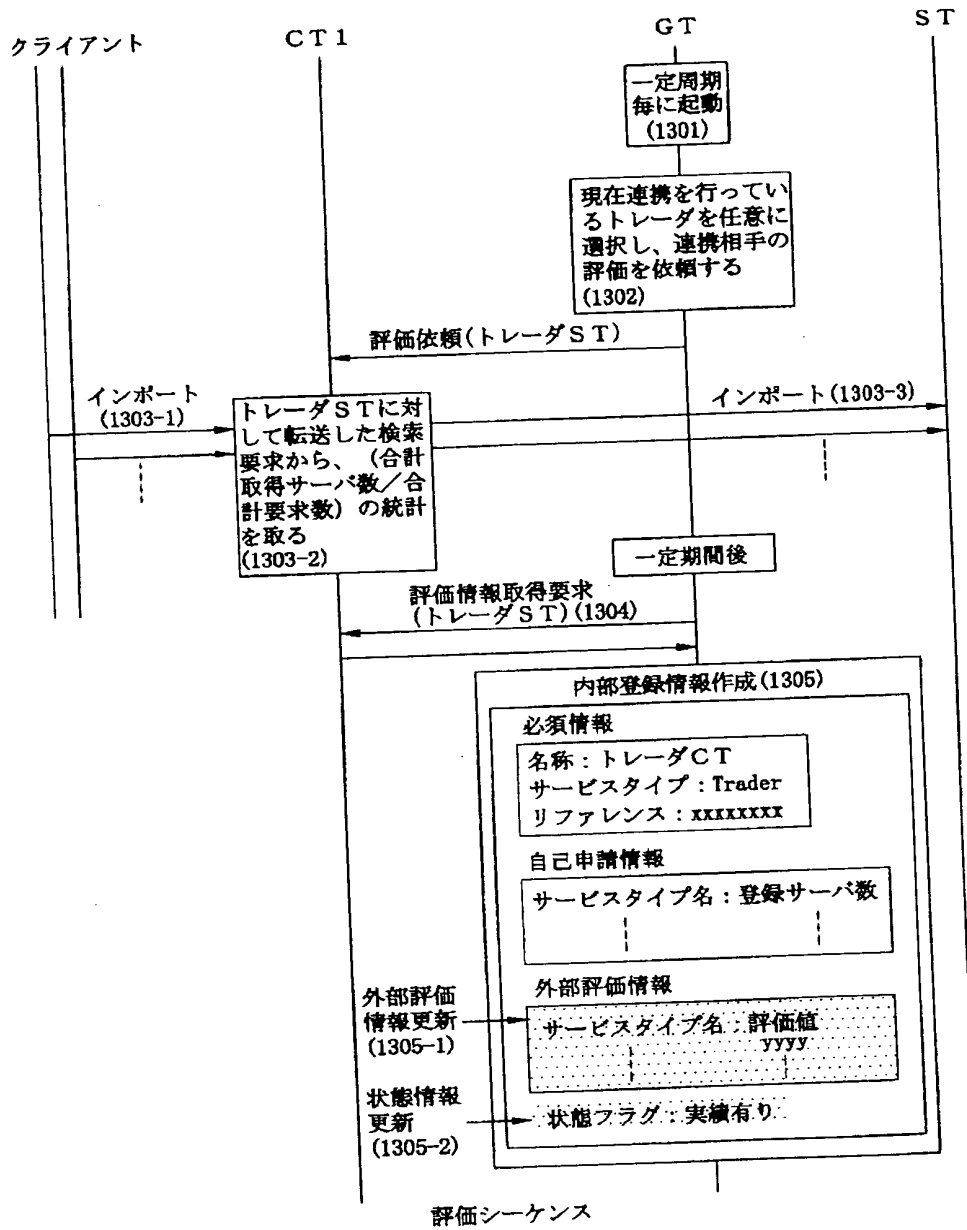 クライアント
CT1
GT
ST
一定周期
毎に起動
(1301)
現在連携を行ってい
るトレーダを任意に
選択し、連携相手の
評価を依頼する
(1302)
評価依頼(トレーダST)
インポート
(1303-1)
トレーダSTに対
して転送した検索
要求から、(合計
取得サーバ数/合
計要求数)の統計
を取る
(1303-2)
インポート(1303-3)
一定期間後
評価情報取得要求
(トレーダST)(1304)
内部登録情報作成(1305)
必須情報
名称:トレーダCT
サービスタイプ:Trader
リファレンス:xxxxxxxx
自己申請情報
サービスタイプ名:登録サーバ数
外部評価情報
外部評価
情報更新
(1305-1)
サービスタイプ名:評価値
yyyy
状態情報
更新
(1305-2)
状態フラグ:実績有り
評価シーケンス